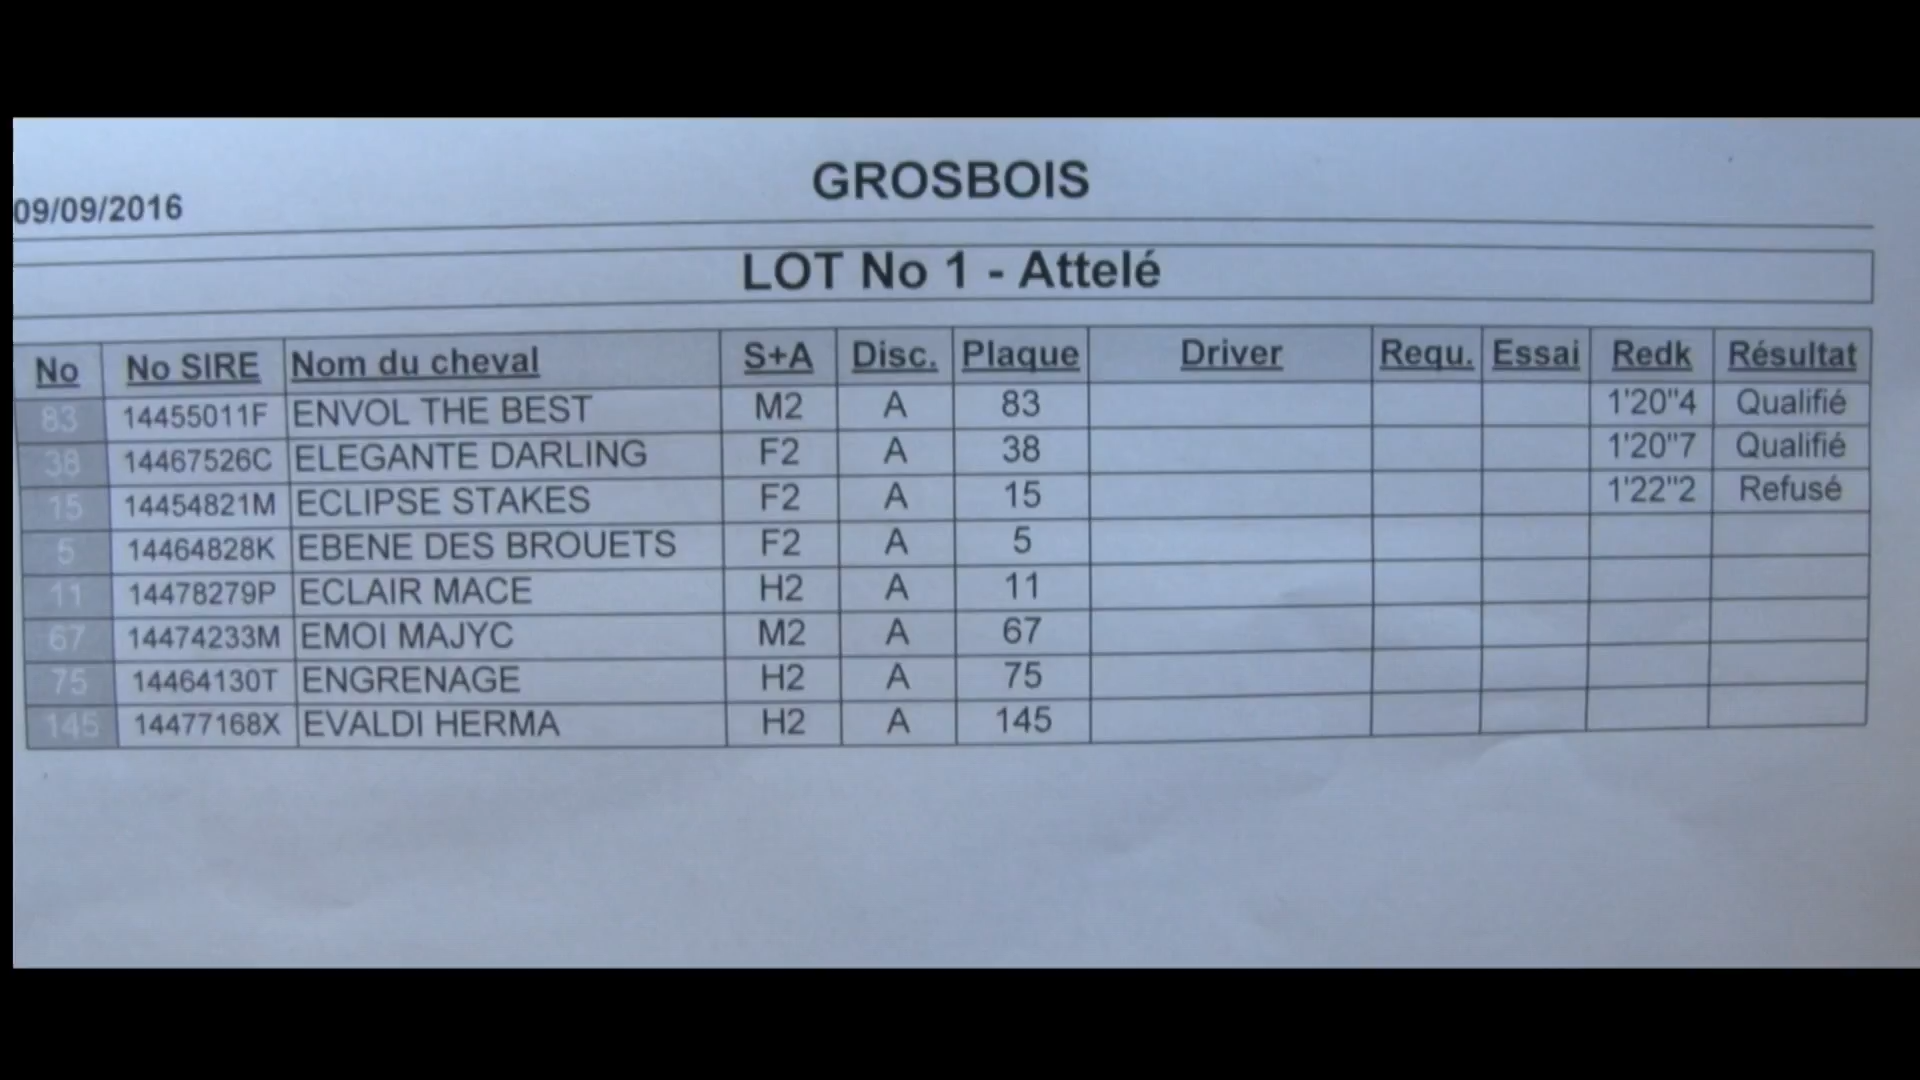 GROSBOIS
09/09/2016
LOT No 1 - Attelé
No No SIRE Nom du cheval S+A Disc. Plaque Driver Requ. Essai Redk Résultat
83 14455011F ENVOL THE BEST M2 A 83 1'20"4 Qualifié
38 14467526C ELEGANTE DARLING F2 A 38 1'20"7 Qualifié
15 14454821M ECLIPSE STAKES F2 A 15 1'22"2 Refusé
5 14464828K EBENE DES BROUETS F2 A 5
11 14478279P ECLAIR MACE H2 A 11
67 14474233M EMOI MAJYC M2 A 67
75 14464130T ENGRENAGE H2 A 75
145 14477168X EVALDI HERMA H2 A 145